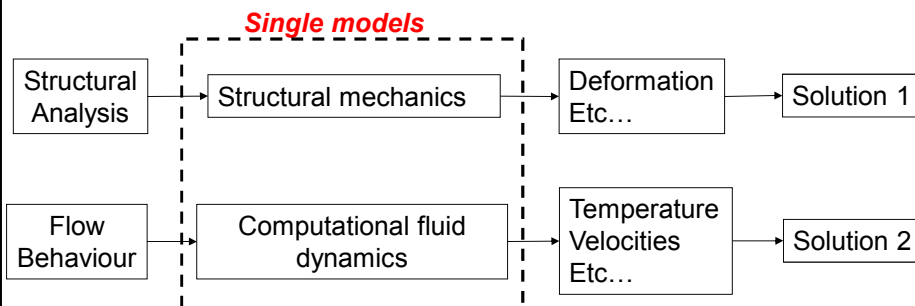 Single models
Structural
Analysis
Structural mechanics
Deformation
Etc…
Solution 1
Flow
Behaviour
Computational fluid
dynamics
Temperature
Velocities
Etc…
Solution 2